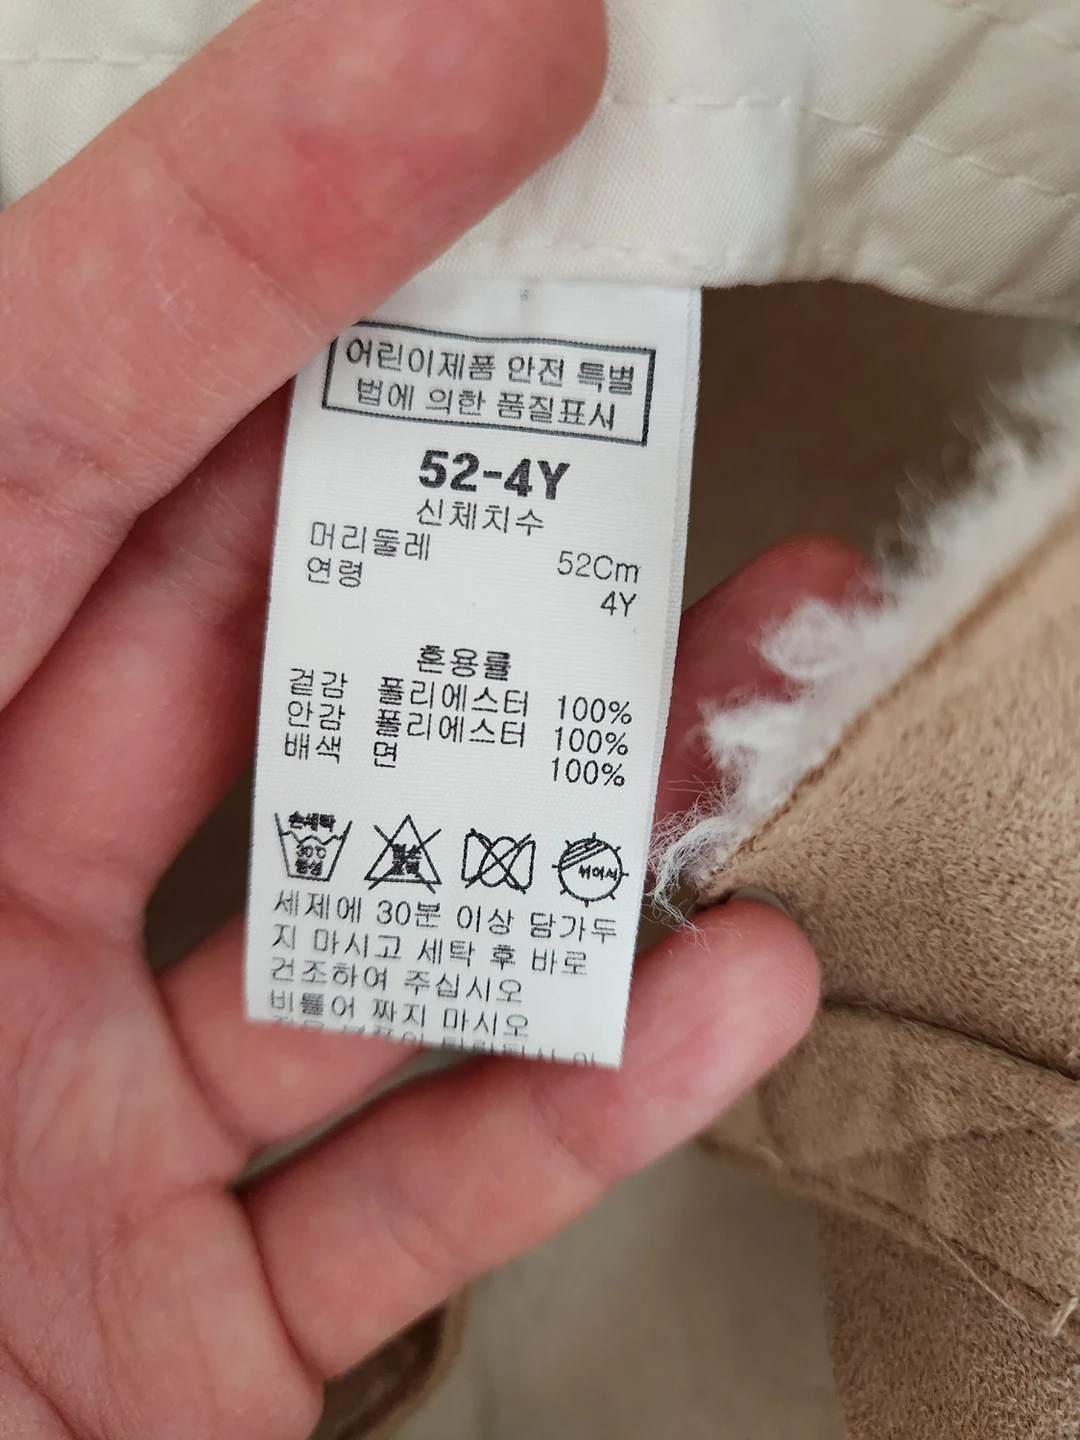 어린이제품 안전 특별
법에 의한 품질표시
52-4Y
신체치수
머리둘레 52Cm
연령 4Y
혼용률
겉감 폴리에스터 100%
안감 폴리에스터 100%
배색 면 100%
손세탁
30℃
중성
뉘어서
세제에 30분 이상 담가두
지 마시고 세탁 후 바로
건조하여 주십시오
비틀어 짜지 마시오